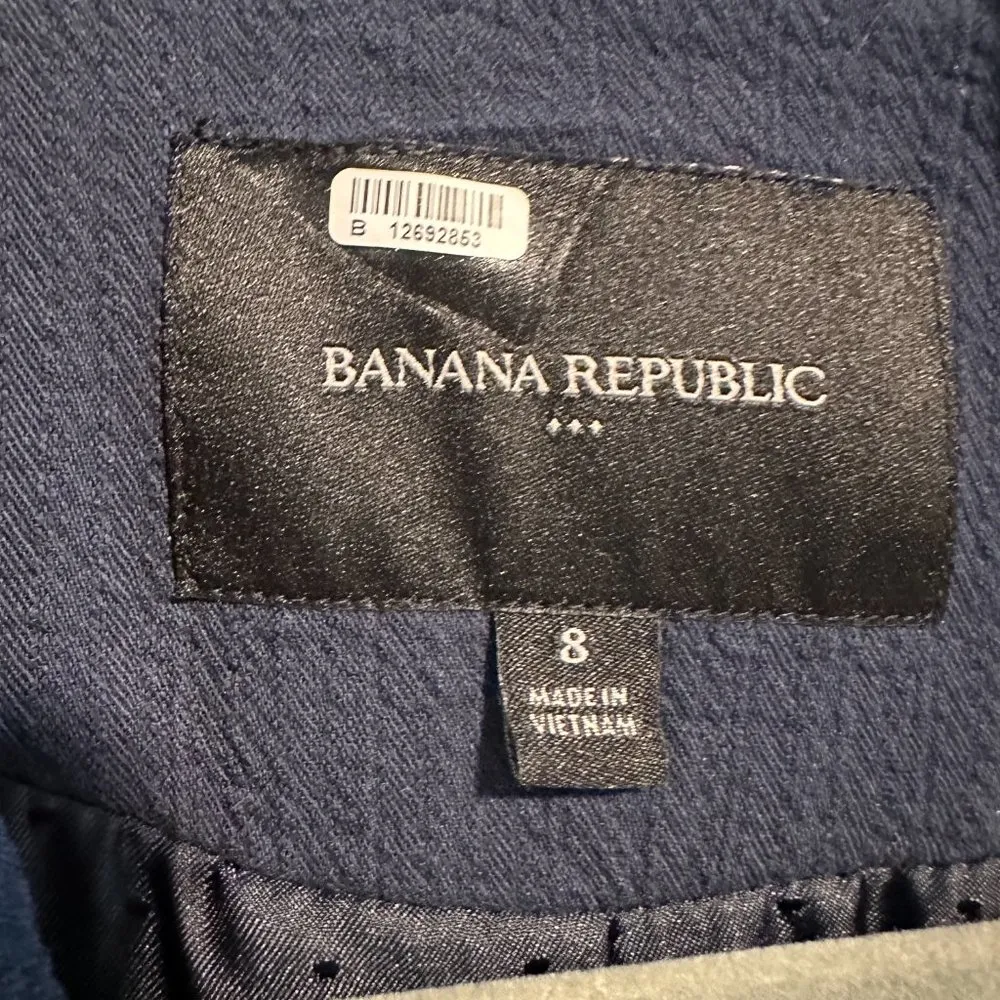 B 12692853
BANANA REPUBLIC
8
MADE IN
VIETNAM